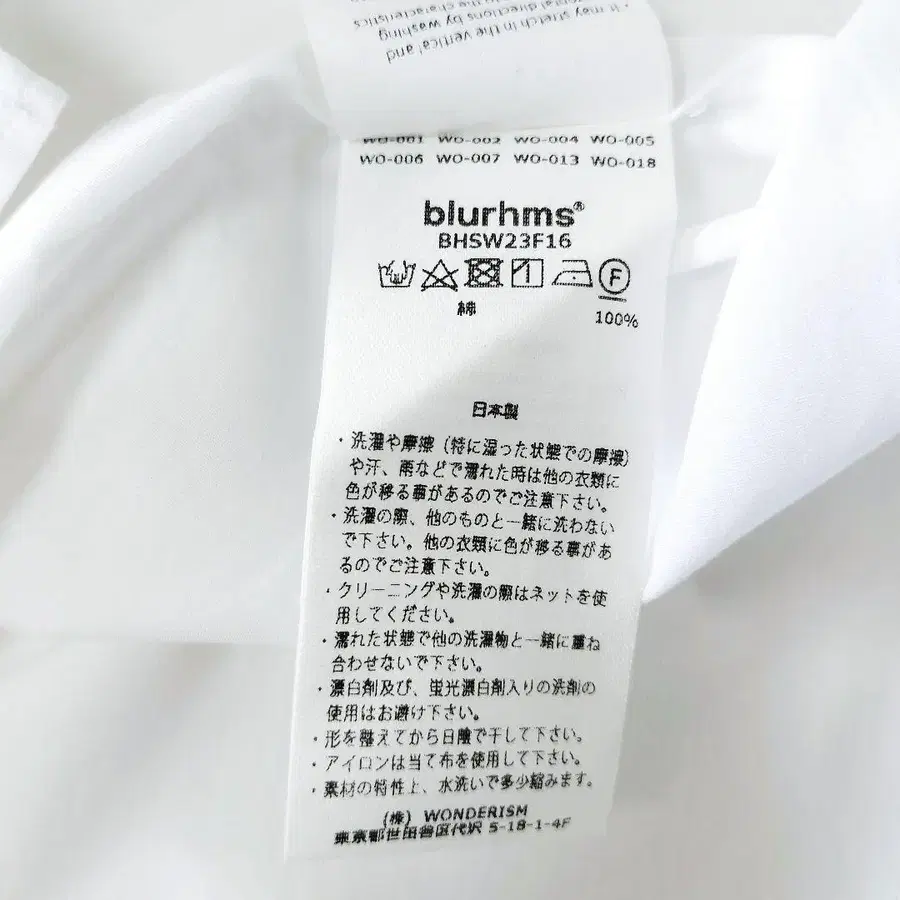 • It may stretch in the vertical and
directions by washing
the characteristics
WO-001 WO-002 WO-004 WO-005
WO-006 WO-007 WO-013 WO-018
blurhms®
BHSW23F16
F
綿 100%
日本製
・洗濯や摩擦(特に湿った状態での摩擦)
や汗、雨などで濡れた時は他の衣類に
色が移る事があるのでご注意下さい。
・洗濯の際、他のものと一緒に洗わない
で下さい。他の衣類に色が移る事があ
るのでご注意下さい。
・クリーニングや洗濯の際はネットを使
用してください。
・濡れた状態で他の洗濯物と一緒に重ね
合わせないで下さい。
・漂白剤及び、蛍光漂白剤入りの洗剤の
使用はお避け下さい。
・形を整えてから日陰で干して下さい。
・アイロンは当て布を使用して下さい。
・素材の特性上、水洗いで多少縮みます。
(株) WONDERISM
東京都世田谷区代沢 5-18-1-4F